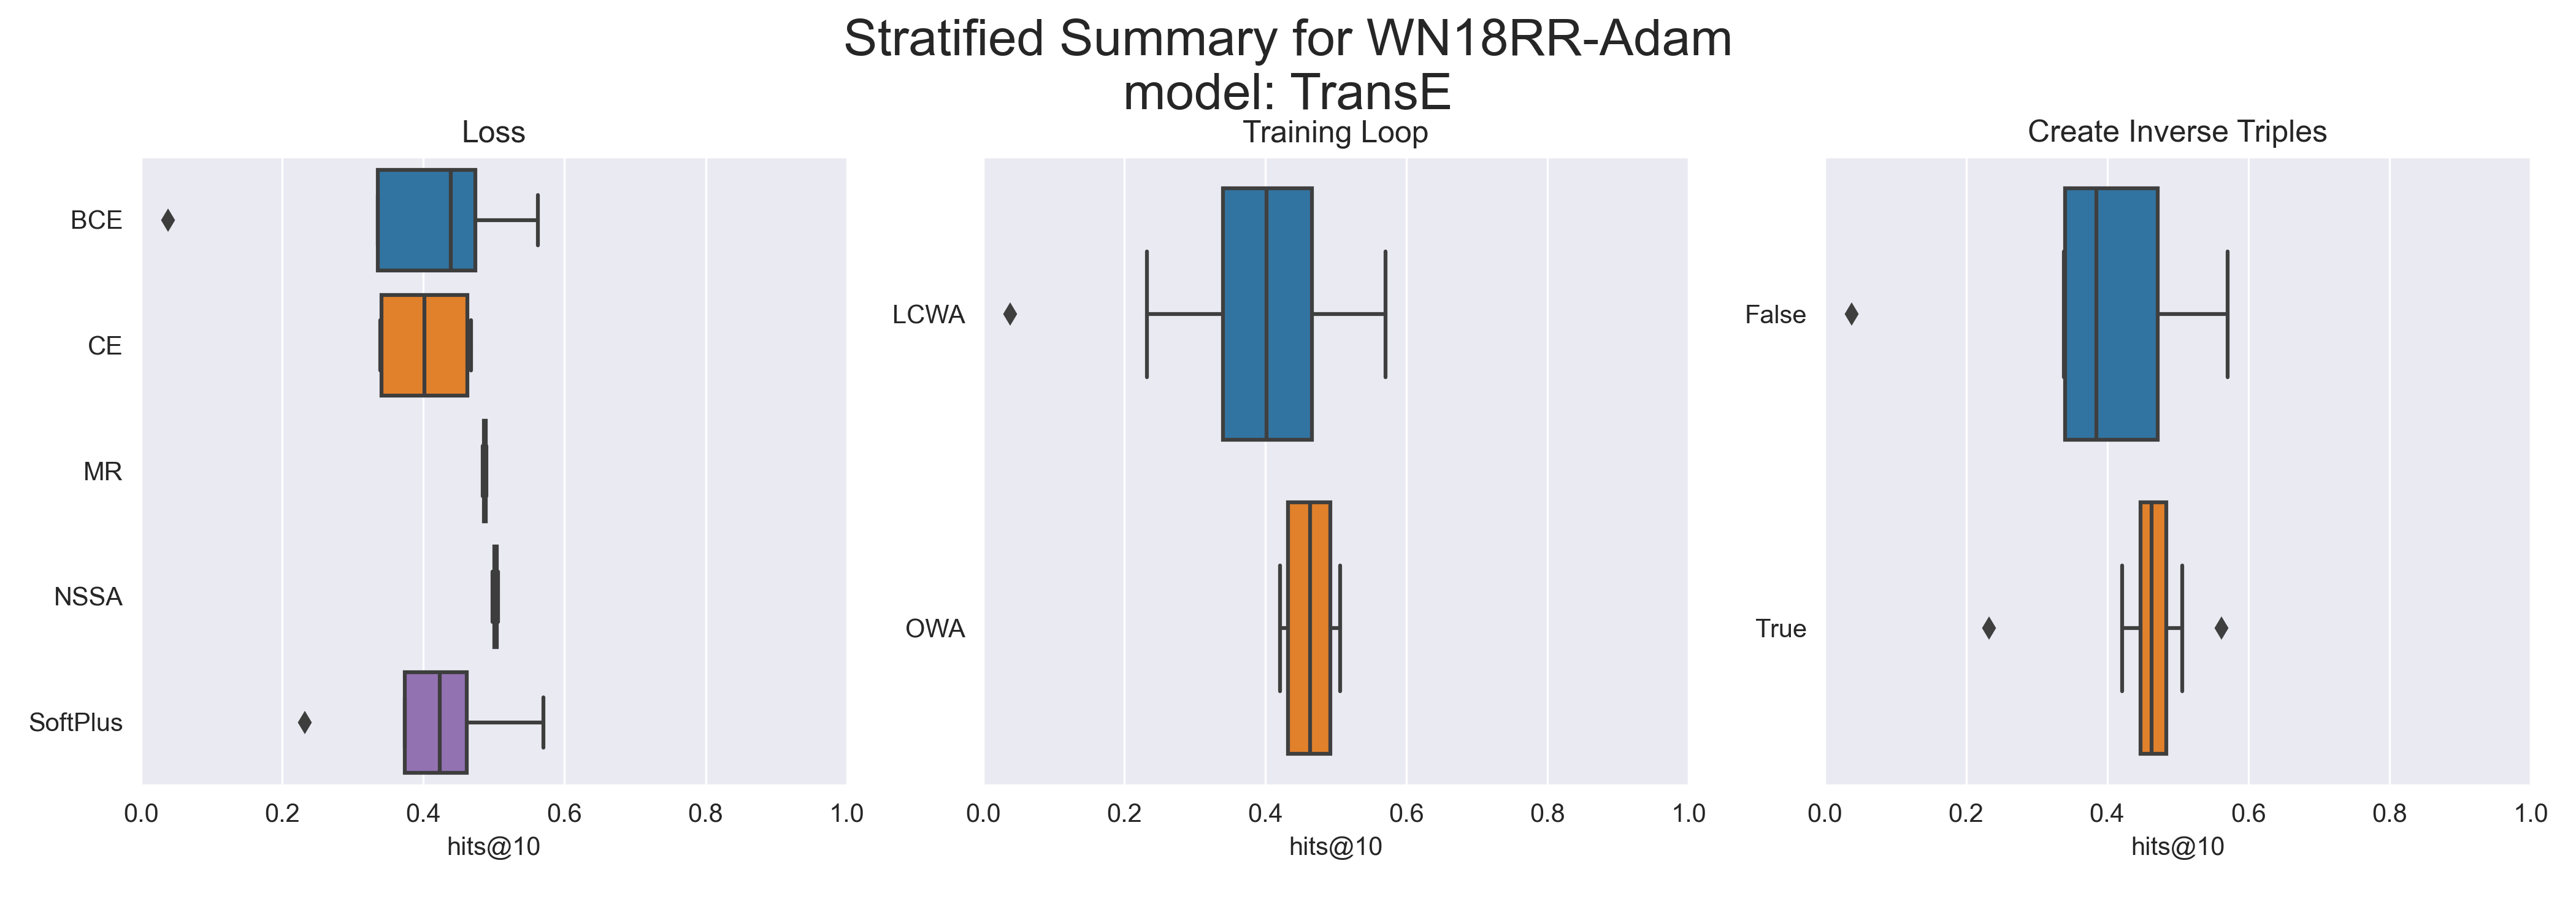 Stratified Summary for WN18RR-Adam
model: TransE
Loss
BCE
CE
MR
NSSA
SoftPlus
0.0 0.2 0.4 0.6 0.8 1.0
hits@10
Training Loop
LCWA
OWA
0.0 0.2 0.4 0.6 0.8 1.0
hits@10
Create Inverse Triples
False
True
0.0 0.2 0.4 0.6 0.8 1.0
hits@10